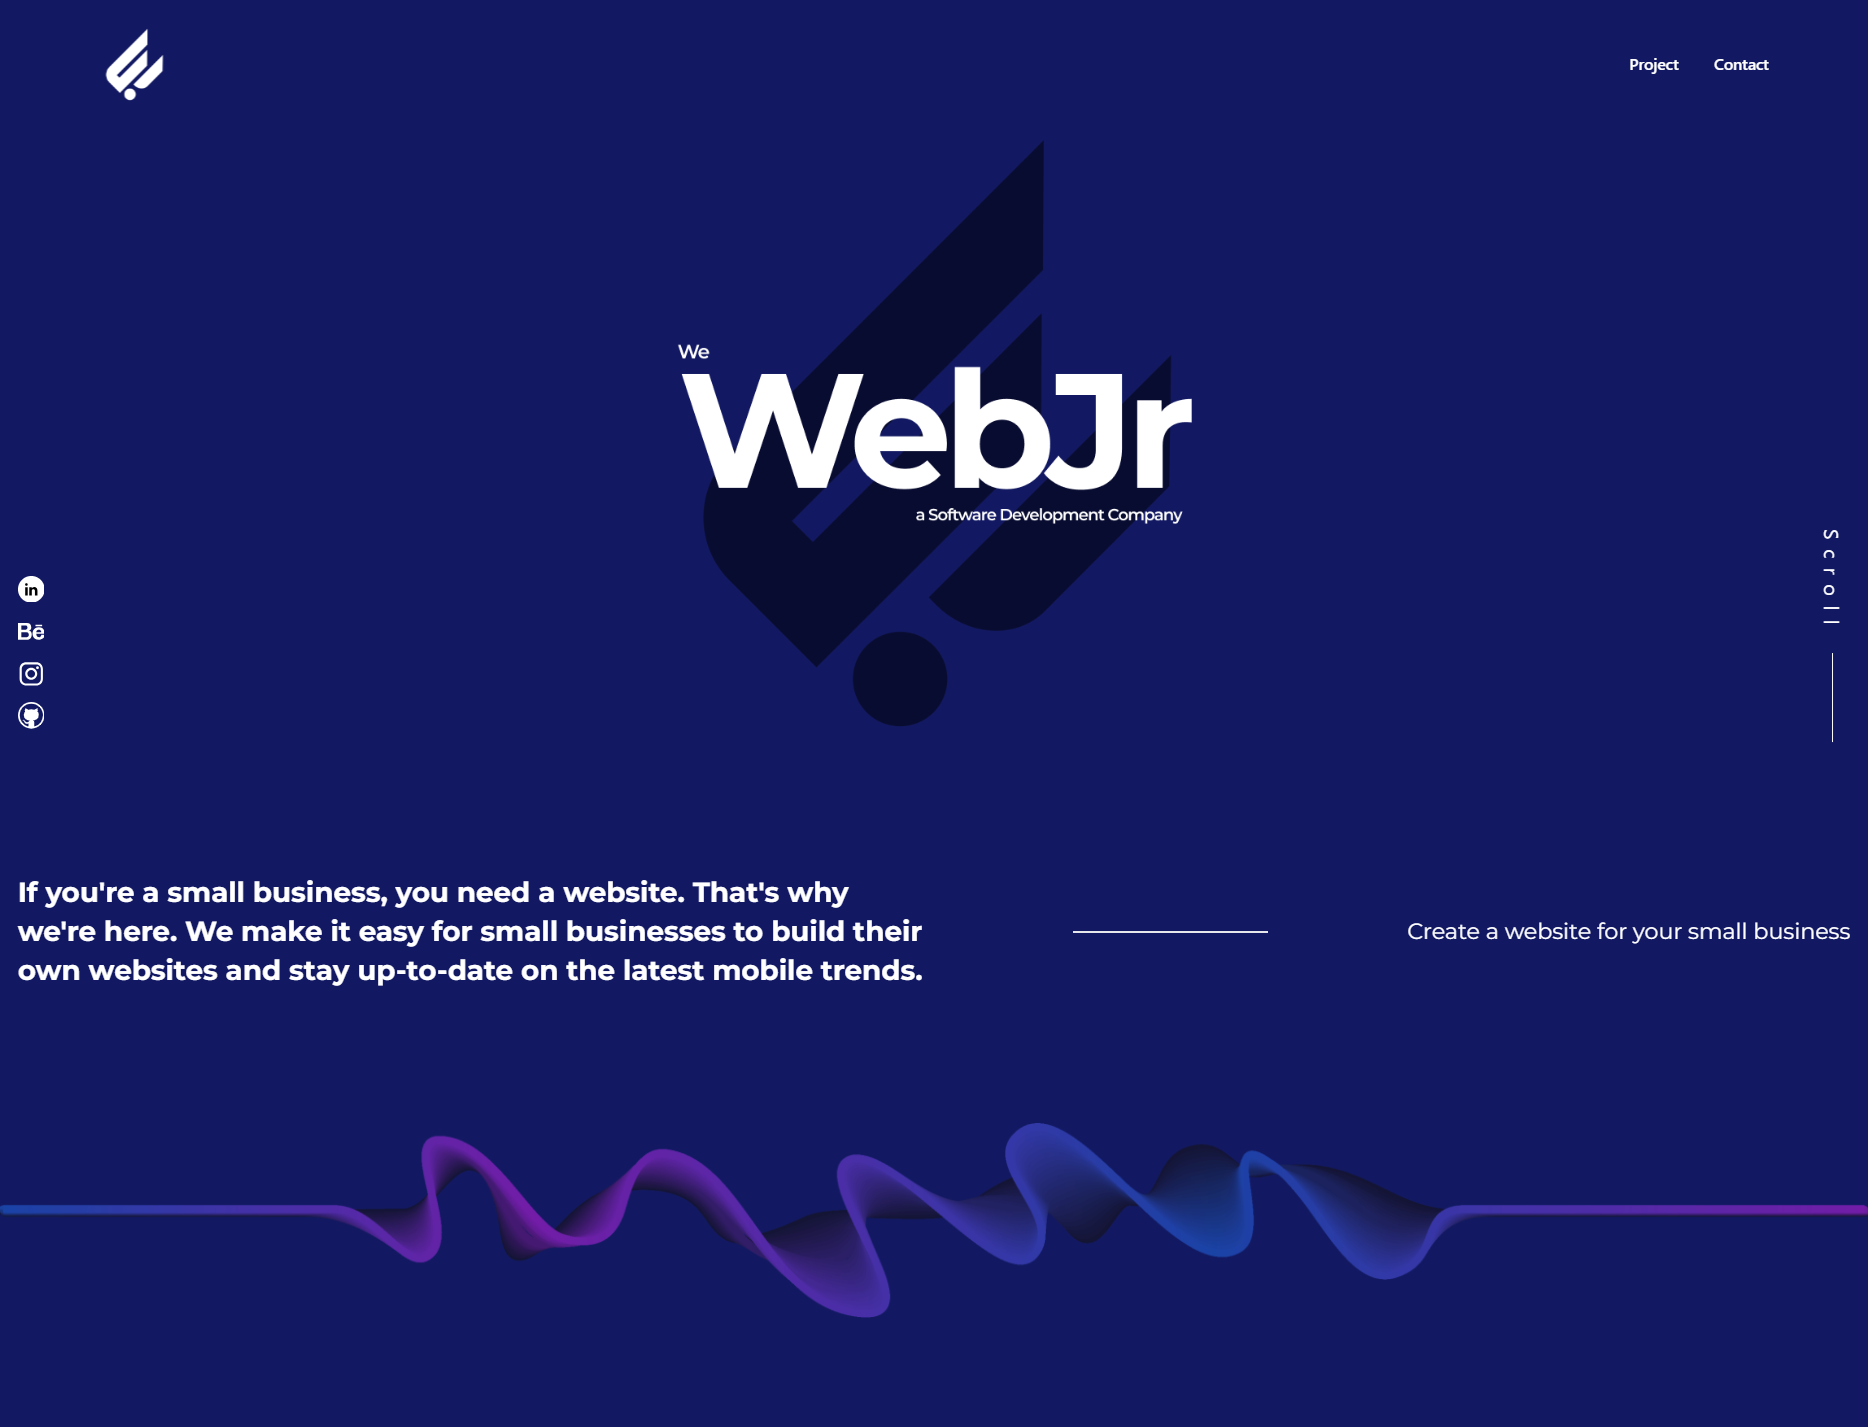 Project Contact
We
WebJr
a Software Development Company
Scroll
in
Bē
If you're a small business, you need a website. That's why
we're here. We make it easy for small businesses to build their
own websites and stay up-to-date on the latest mobile trends.
Create a website for your small business